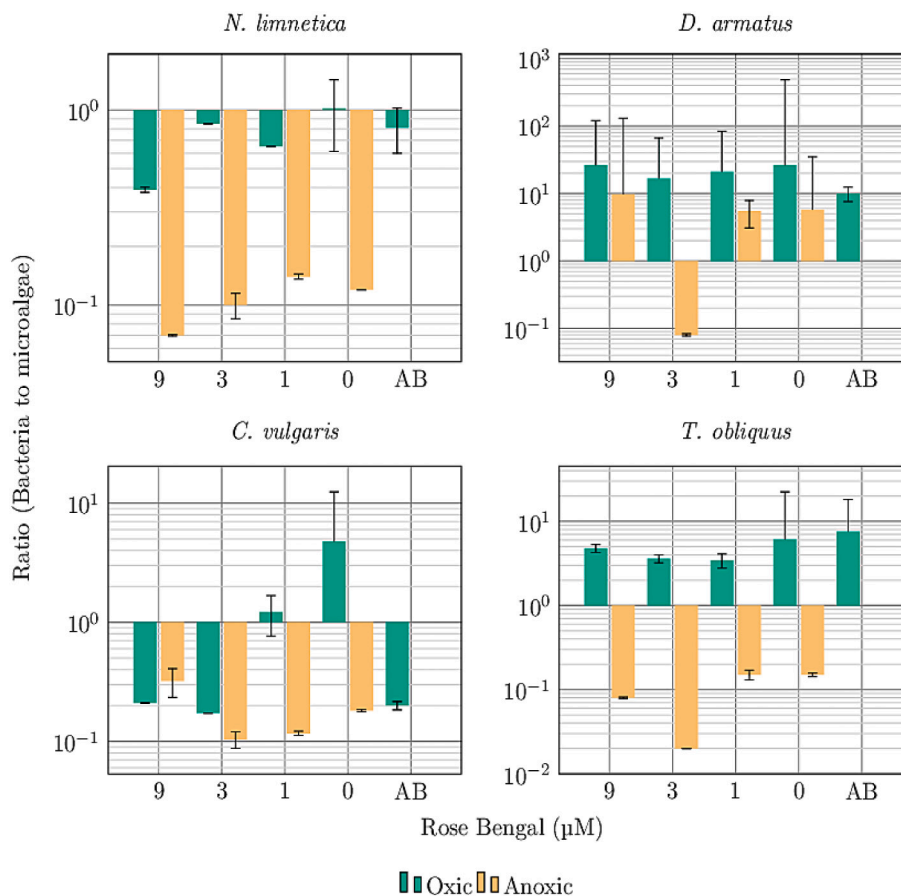 N. limnetica
10⁰
10⁻¹
9 3 1 0 AB
D. armatus
10³
10²
10¹
10⁰
10⁻¹
9 3 1 0 AB
C. vulgaris
10¹
10⁰
10⁻¹
9 3 1 0 AB
T. obliquus
10¹
10⁰
10⁻¹
10⁻²
9 3 1 0 AB
Ratio (Bacteria to microalgae)
Rose Bengal (µM)
Oxic Anoxic